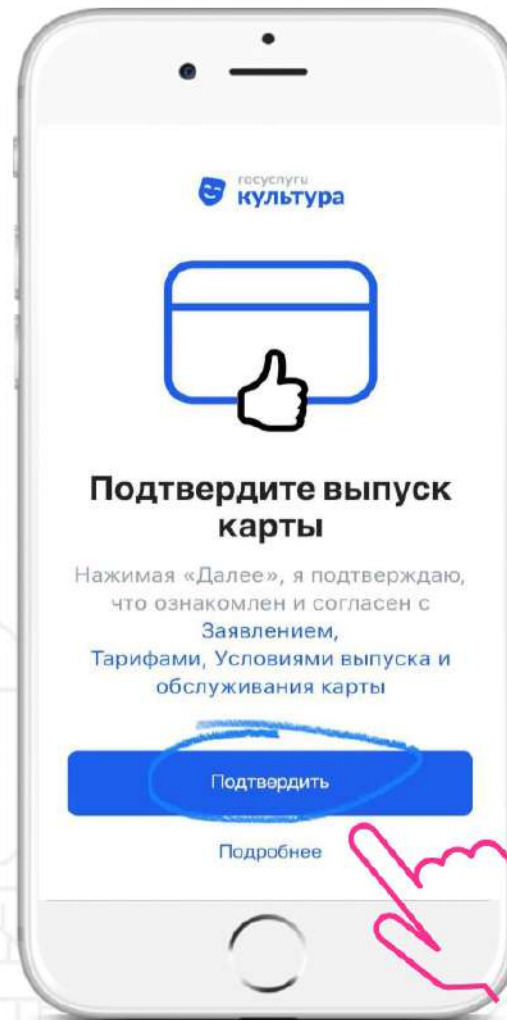 госуслуги
культура
Подтвердите выпуск
карты
Нажимая «Далее», я подтверждаю,
что ознакомлен и согласен с
Заявлением,
Тарифами, Условиями выпуска и
обслуживания карты
Подтвердить
Подробнее